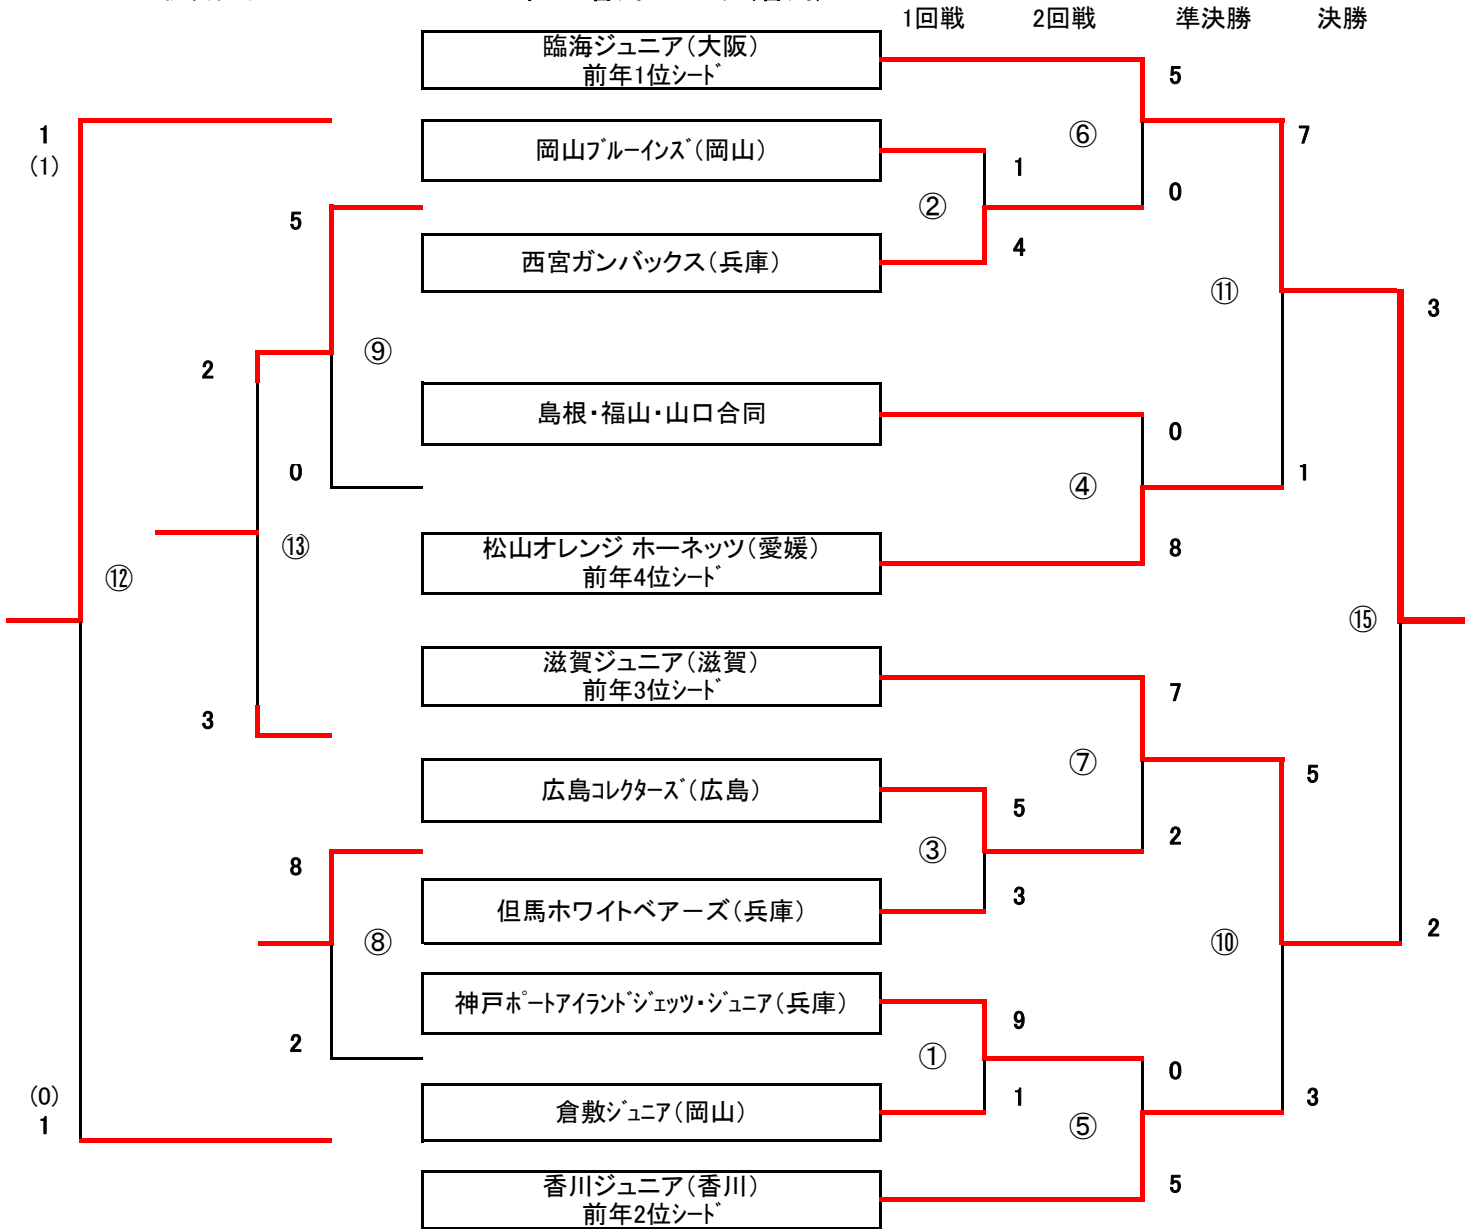 1回戦 2回戦 準決勝 決勝
臨海ジュニア（大阪）
前年1位ｼｰﾄﾞ
5
1
(1)
岡山ﾌﾞﾙｰｲﾝｽﾞ（岡山）
⑥
7
1
②
0
5
西宮ガンバックス（兵庫）
4
⑪
3
⑨
2
島根・福山・山口合同
0
0
④
1
⑬
松山オレンジ ホーネッツ（愛媛）
前年4位ｼｰﾄﾞ
8
⑫
⑮
滋賀ジュニア（滋賀）
前年3位ｼｰﾄﾞ
7
3
⑦
5
広島ｺﾚｸﾀｰｽﾞ（広島）
5
③
2
8
但馬ホワイトベアーズ（兵庫）
3
⑧
⑩
2
神戸ﾎﾟｰﾄｱｲﾗﾝﾄﾞｼﾞｪｯﾂ・ｼﾞｭﾆｱ（兵庫）
9
2
①
0
(0)
1
倉敷ｼﾞｭﾆｱ（岡山）
1
⑤
3
香川ジュニア（香川）
前年2位ｼｰﾄﾞ
5